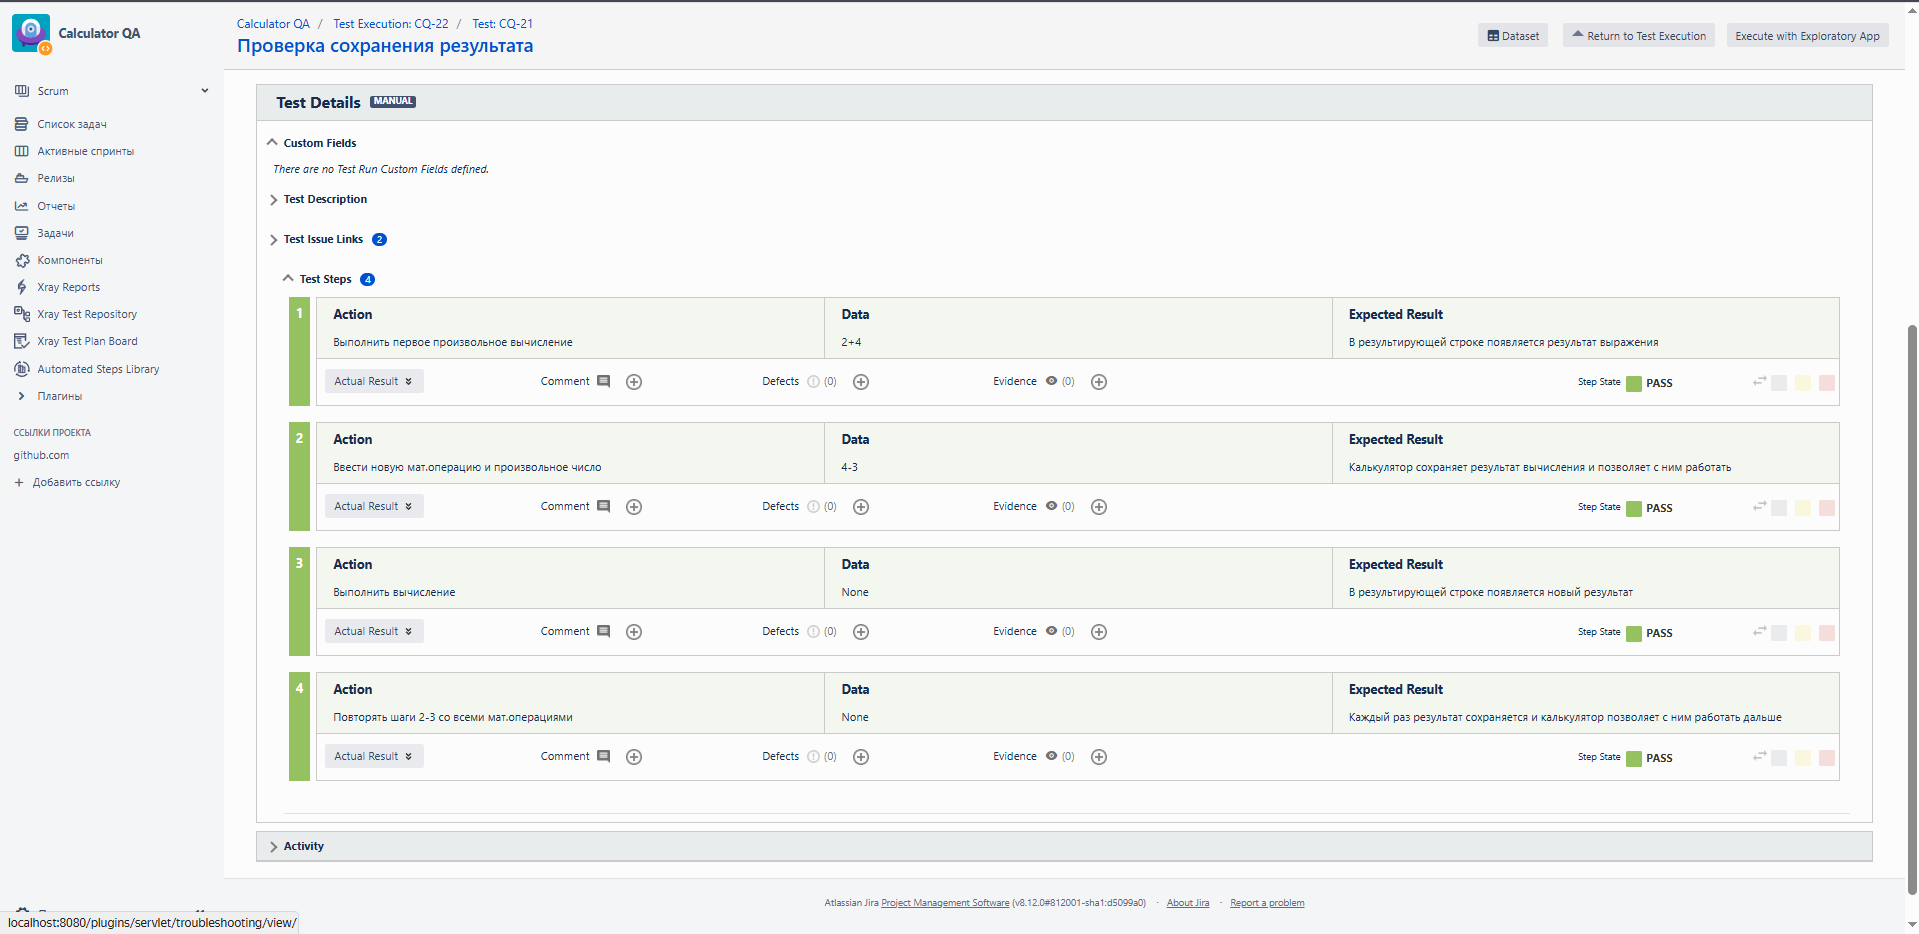 Calculator QA
Scrum
Список задач
Активные спринты
Релизы
Отчеты
Задачи
Компоненты
Xray Reports
Xray Test Repository
Xray Test Plan Board
Automated Steps Library
Плагины
ССЫЛКИ ПРОЕКТА
github.com
+ Добавить ссылку
localhost:8080/plugins/servlet/troubleshooting/view/
Calculator QA / Test Execution: CQ-22 / Test: CQ-21
Проверка сохранения результата
Dataset Return to Test Execution Execute with Exploratory App
Test Details MANUAL
Custom Fields
There are no Test Run Custom Fields defined.
Test Description
Test Issue Links 2
Test Steps 4
1 Action Data Expected Result
Выполнить первое произвольное вычисление 2+4 В результирующей строке появляется результат выражения
Actual Result Comment Defects (0) Evidence (0) Step State PASS
2 Action Data Expected Result
Ввести новую мат.операцию и произвольное число 4-3 Калькулятор сохраняет результат вычисления и позволяет с ним работать
Actual Result Comment Defects (0) Evidence (0) Step State PASS
3 Action Data Expected Result
Выполнить вычисление None В результирующей строке появляется новый результат
Actual Result Comment Defects (0) Evidence (0) Step State PASS
4 Action Data Expected Result
Повторять шаги 2-3 со всеми мат.операциями None Каждый раз результат сохраняется и калькулятор позволяет с ним работать дальше
Actual Result Comment Defects (0) Evidence (0) Step State PASS
Activity
Atlassian Jira Project Management Software (v8.12.0#812001-sha1:d5099a0) · About Jira · Report a problem